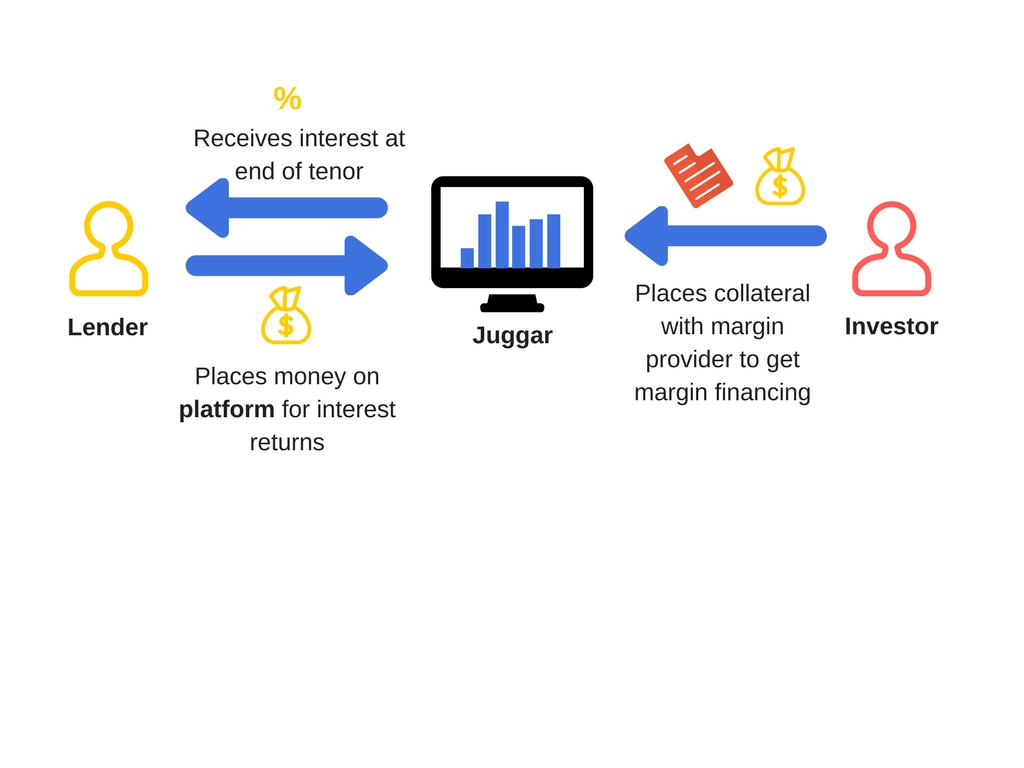 %
Receives interest at
end of tenor
$
Lender
$
Places money on
platform for interest
returns
Juggar
Places collateral
with margin
provider to get
margin financing
Investor